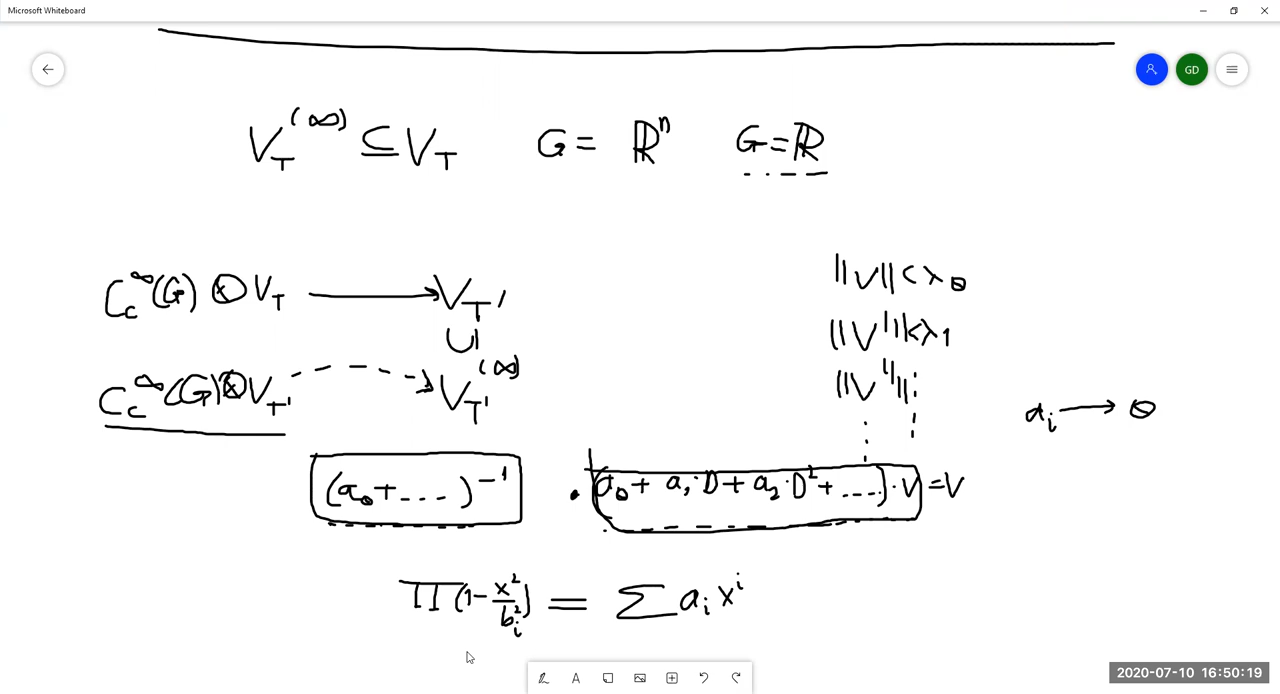 Microsoft Whiteboard
GD
V_T^(∞) ⊆ V_T G = ℝ^n G = ℝ
C_c^∞(G) ⊗ V_T ⟶ V_T'
∪|
C_c^∞(G) ⊗ V_T' ⇢ V_T'^(∞)
||V|| < λ_0
||V'|| < λ_1
||V''||
⋮ ⋮
a_i ⟶ 0
(a_0 + ....)^-1 · (a_0 + a_1·D + a_2·D^2 + ....)·V = V
∏(1 - x^2/b_i^2) = ∑ a_i x^i
A
2020-07-10 16:50:19